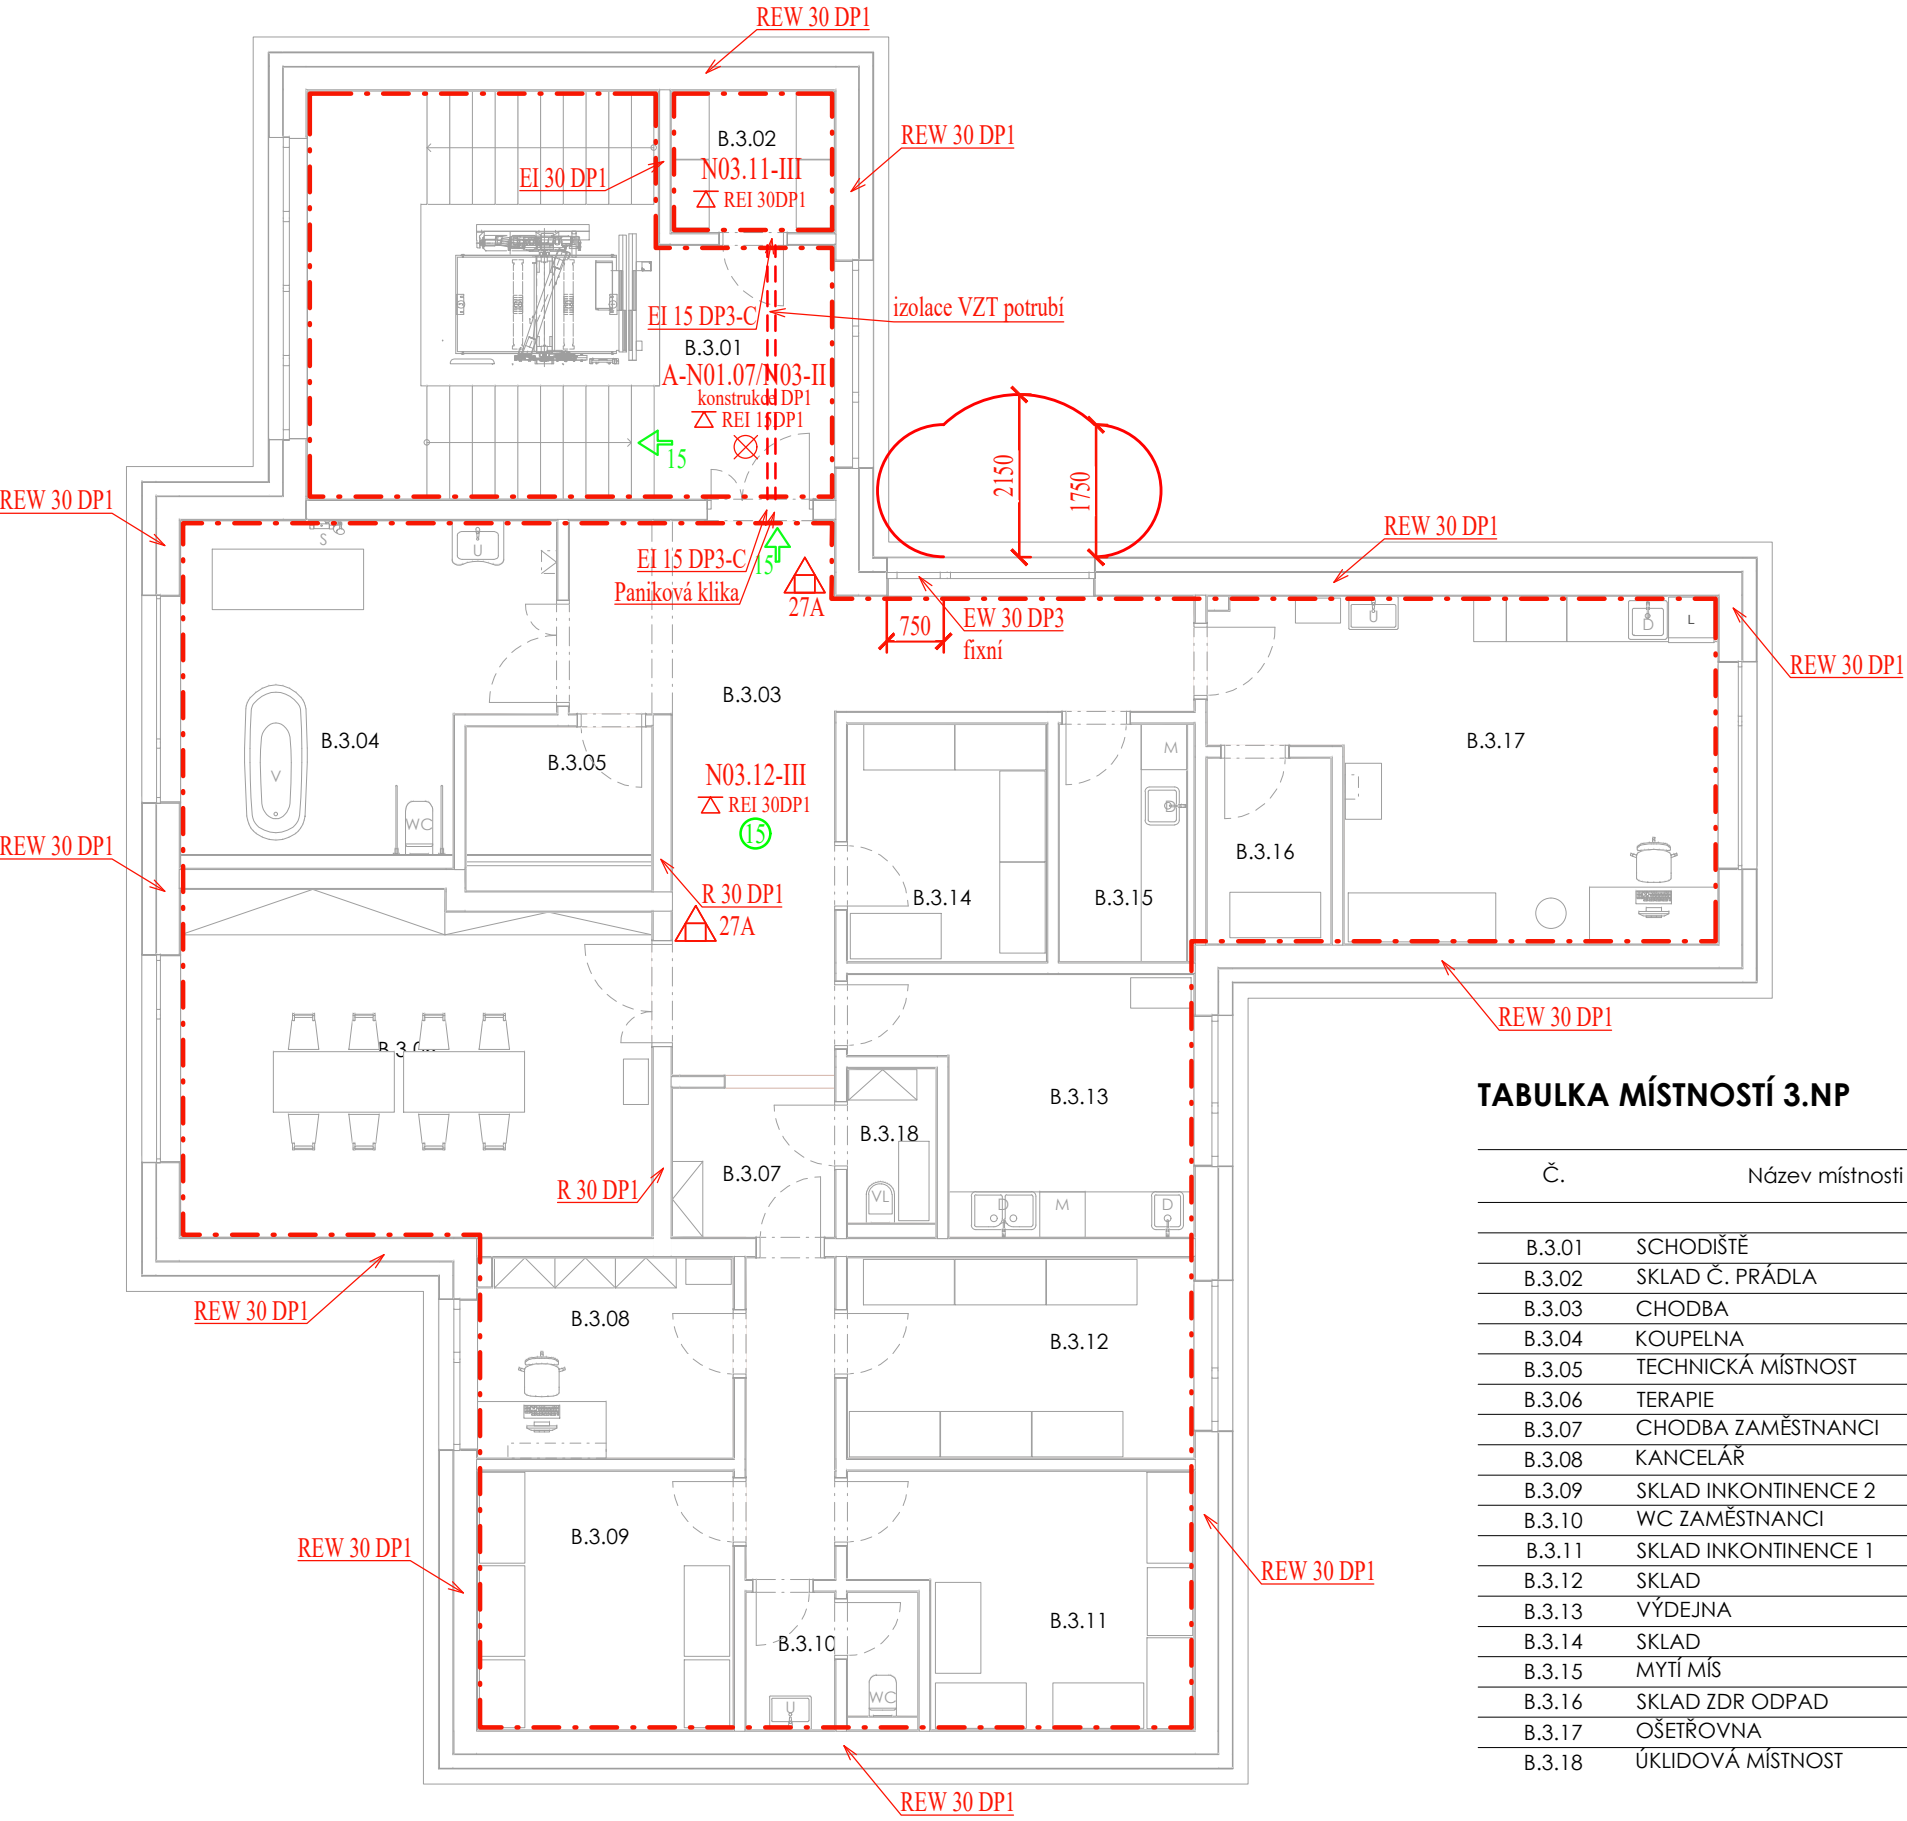 REW 30 DP1
B.3.02
N03.11-III
REI 30DP1
REW 30 DP1
EI 30 DP1
izolace VZT potrubí
EI 15 DP3-C
B.3.01
A-N01.07/N03-II
konstrukce DP1
REI 15DP1
15
2150
1750
REW 30 DP1
REW 30 DP1
S
U
EI 15 DP3-C
15
Paniková klika
27A
750
EW 30 DP3
fixní
U
D
L
REW 30 DP1
B.3.03
B.3.04
B.3.05
B.3.17
M
V
N03.12-III
REI 30DP1
15
D
WC
REW 30 DP1
B.3.16
R 30 DP1
B.3.14
B.3.15
27A
REW 30 DP1
B.3.13
B.3.18
B.3.07
R 30 DP1
VL
D
M
D
REW 30 DP1
B.3.08
B.3.12
B.3.09
REW 30 DP1
REW 30 DP1
B.3.11
B.3.10
WC
U
REW 30 DP1
TABULKA MÍSTNOSTÍ 3.NP
Č. Název místnosti
B.3.01 SCHODIŠTĚ
B.3.02 SKLAD Č. PRÁDLA
B.3.03 CHODBA
B.3.04 KOUPELNA
B.3.05 TECHNICKÁ MÍSTNOST
B.3.06 TERAPIE
B.3.07 CHODBA ZAMĚSTNANCI
B.3.08 KANCELÁŘ
B.3.09 SKLAD INKONTINENCE 2
B.3.10 WC ZAMĚSTNANCI
B.3.11 SKLAD INKONTINENCE 1
B.3.12 SKLAD
B.3.13 VÝDEJNA
B.3.14 SKLAD
B.3.15 MYTÍ MÍS
B.3.16 SKLAD ZDR ODPAD
B.3.17 OŠETŘOVNA
B.3.18 ÚKLIDOVÁ MÍSTNOST